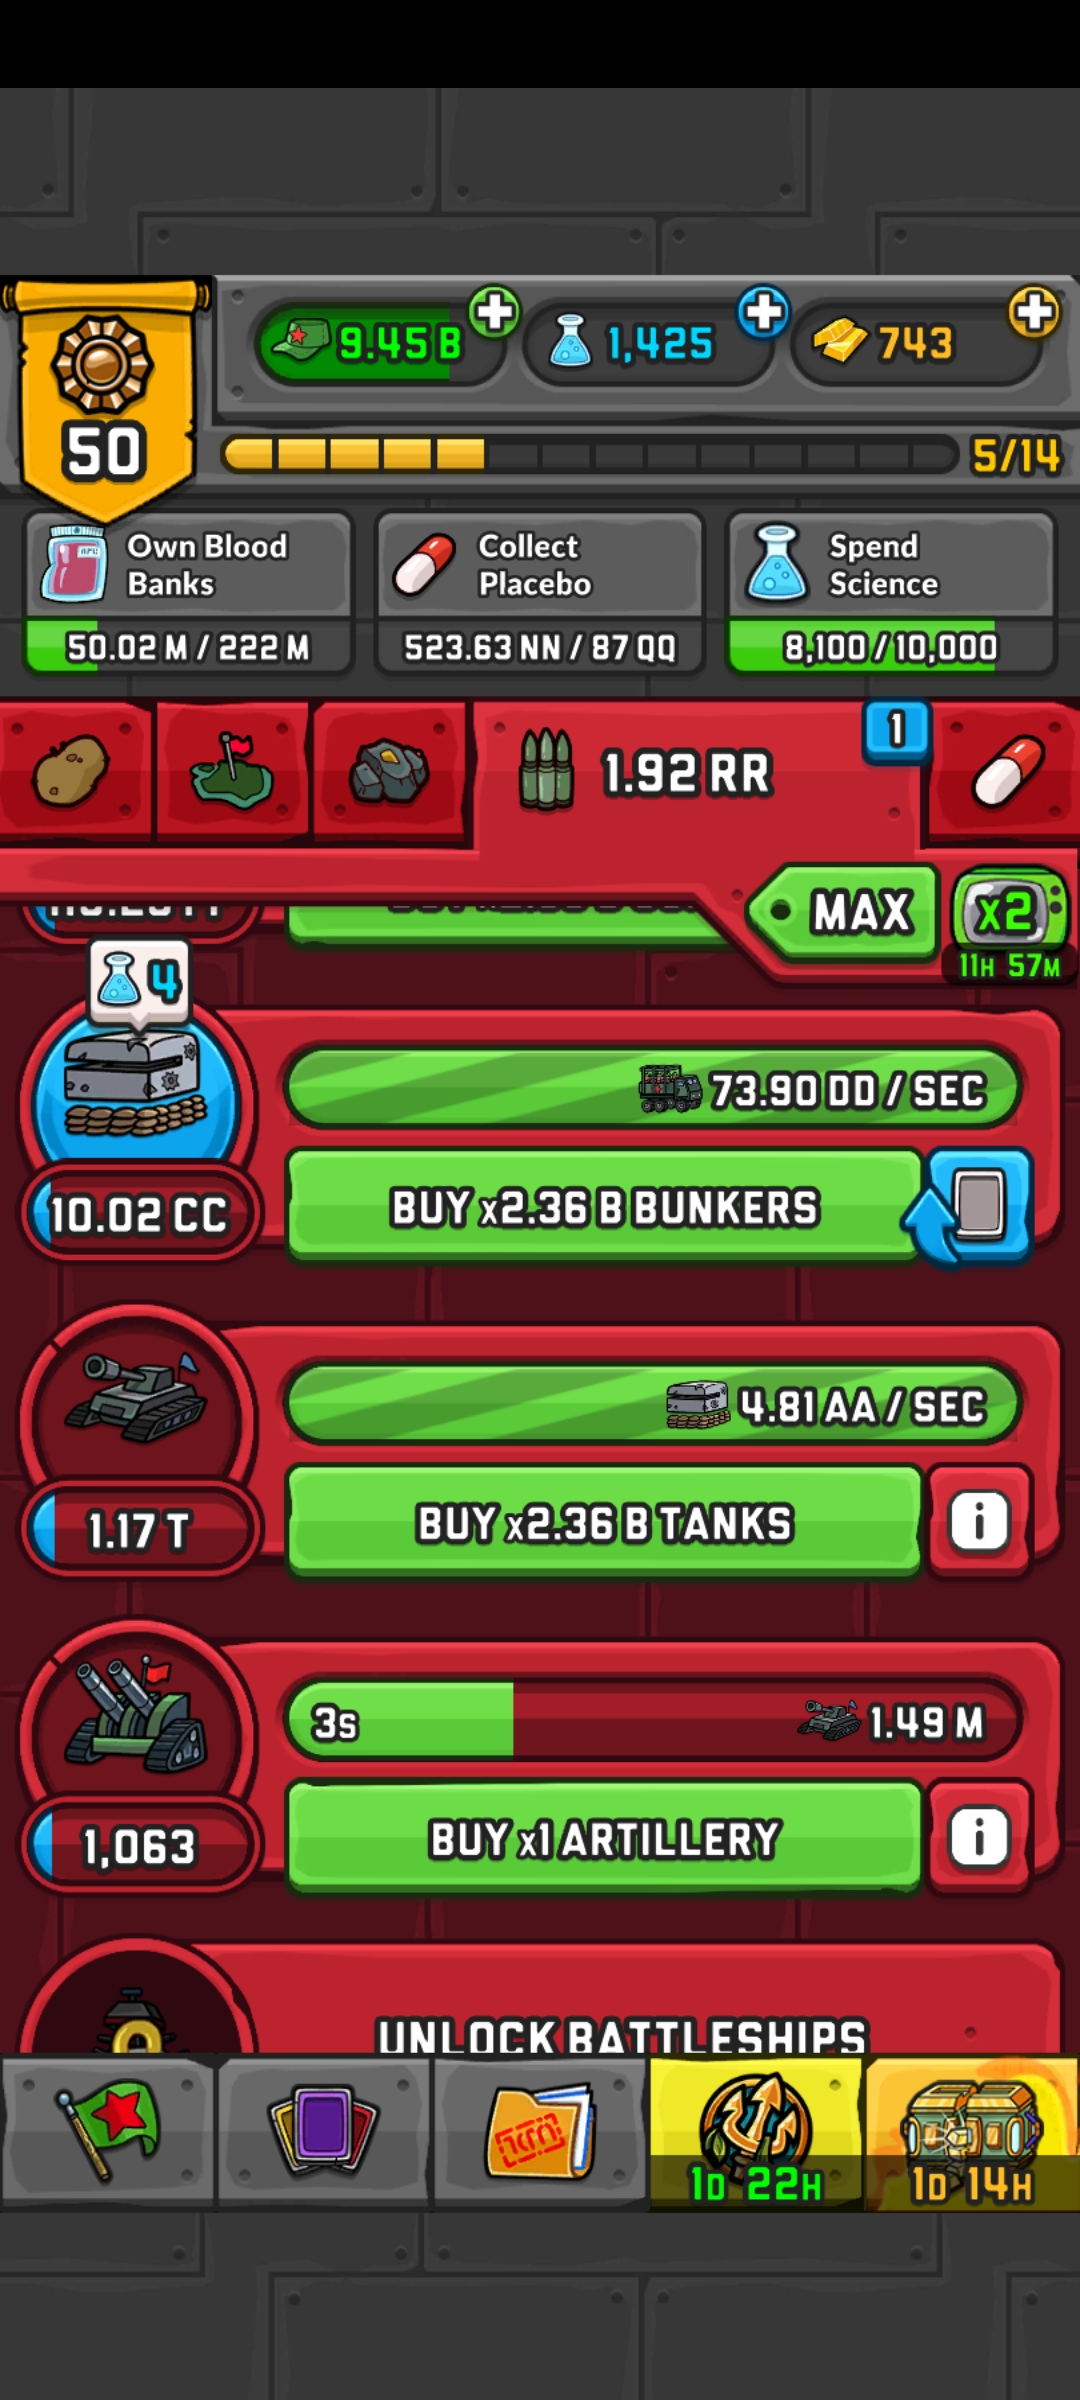 9.45 B
1,425
743
50
5/14
Own Blood
Banks
50.02 M / 222 M
Collect
Placebo
523.63 NN / 87 QQ
Spend
Science
8,100 / 10,000
1.92 RR
1
MAX
x2
11H 57M
4
73.90 DD / SEC
10.02 CC
BUY x2.36 B BUNKERS
4.81 AA / SEC
1.17 T
BUY x2.36 B TANKS
i
3s
1.49 M
1,063
BUY x1 ARTILLERY
i
UNLOCK BATTLESHIPS
1D 22H
1D 14H